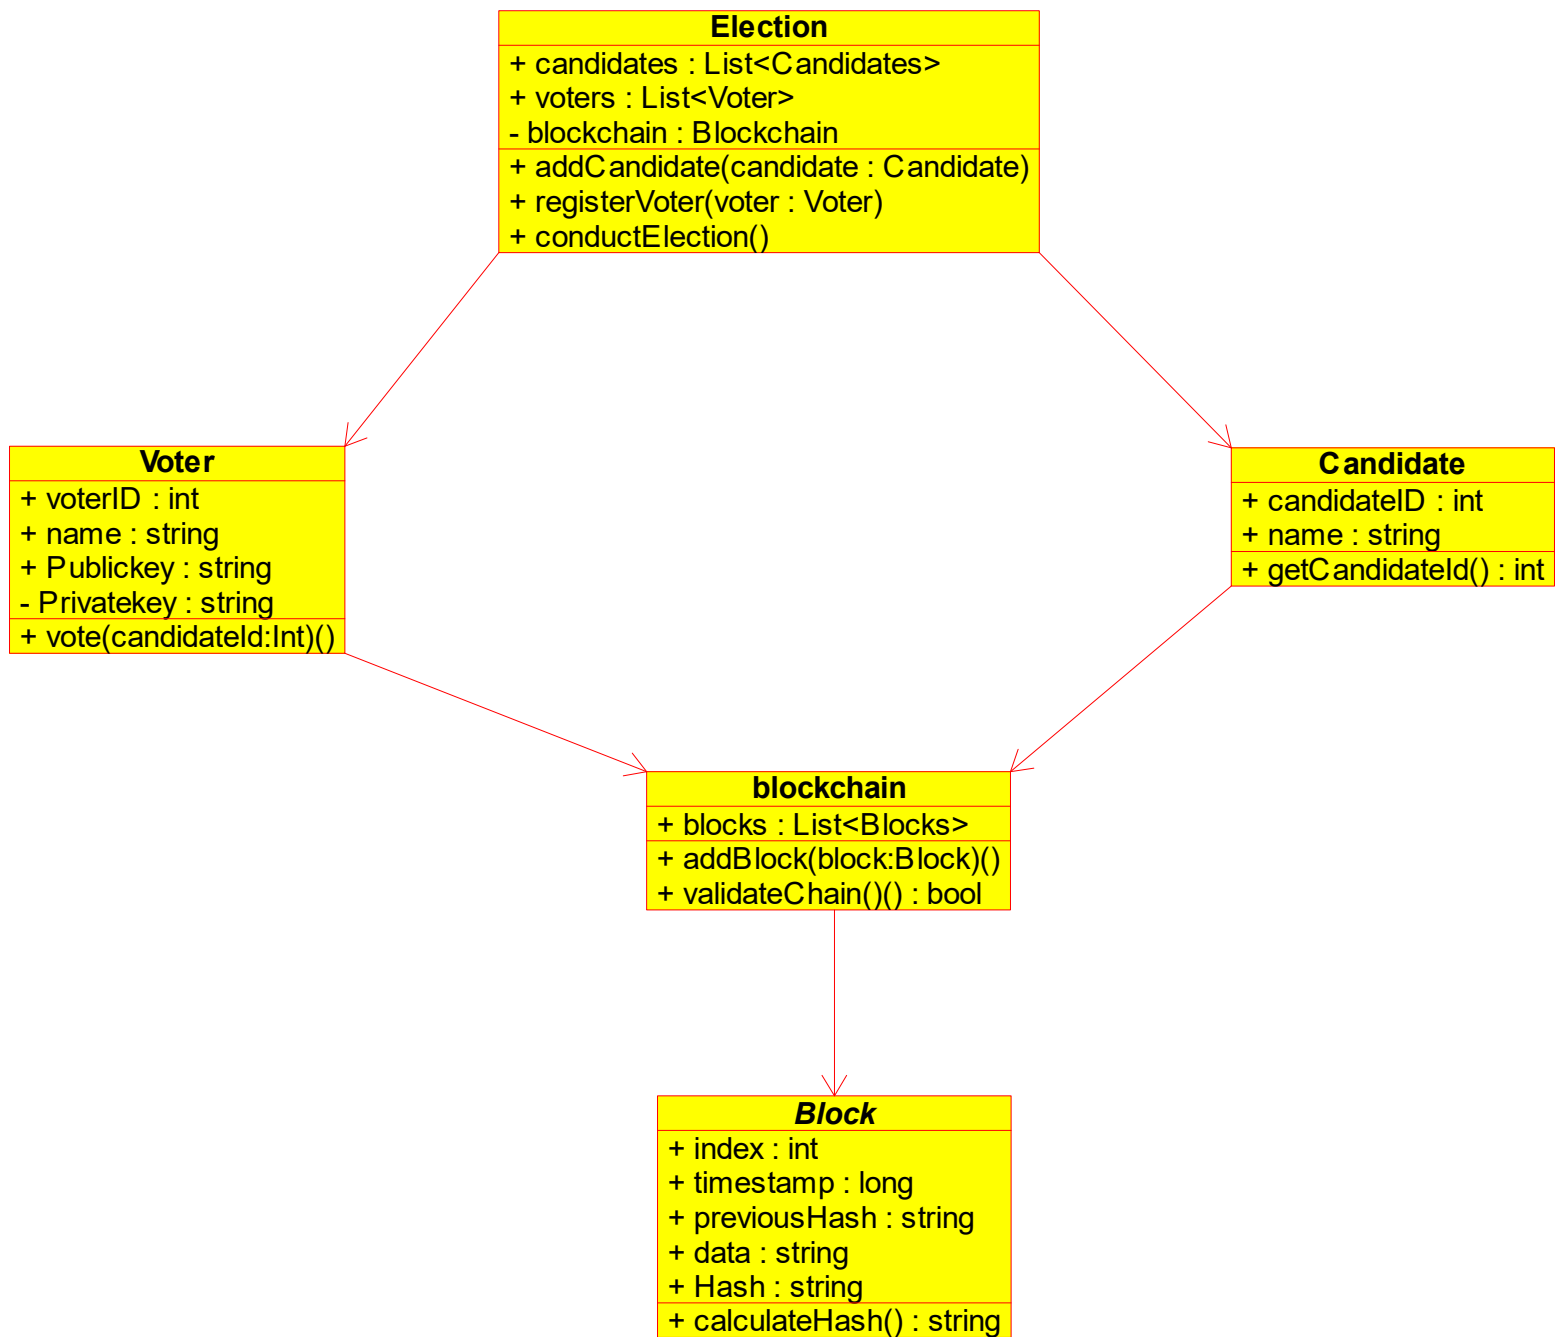 Election
+ candidates : List<Candidates>
+ voters : List<Voter>
- blockchain : Blockchain
+ addCandidate(candidate : Candidate)
+ registerVoter(voter : Voter)
+ conductElection()
Voter
+ voterID : int
+ name : string
+ Publickey : string
- Privatekey : string
+ vote(candidateId:Int)()
Candidate
+ candidateID : int
+ name : string
+ getCandidateId() : int
blockchain
+ blocks : List<Blocks>
+ addBlock(block:Block)()
+ validateChain()() : bool
Block
+ index : int
+ timestamp : long
+ previousHash : string
+ data : string
+ Hash : string
+ calculateHash() : string